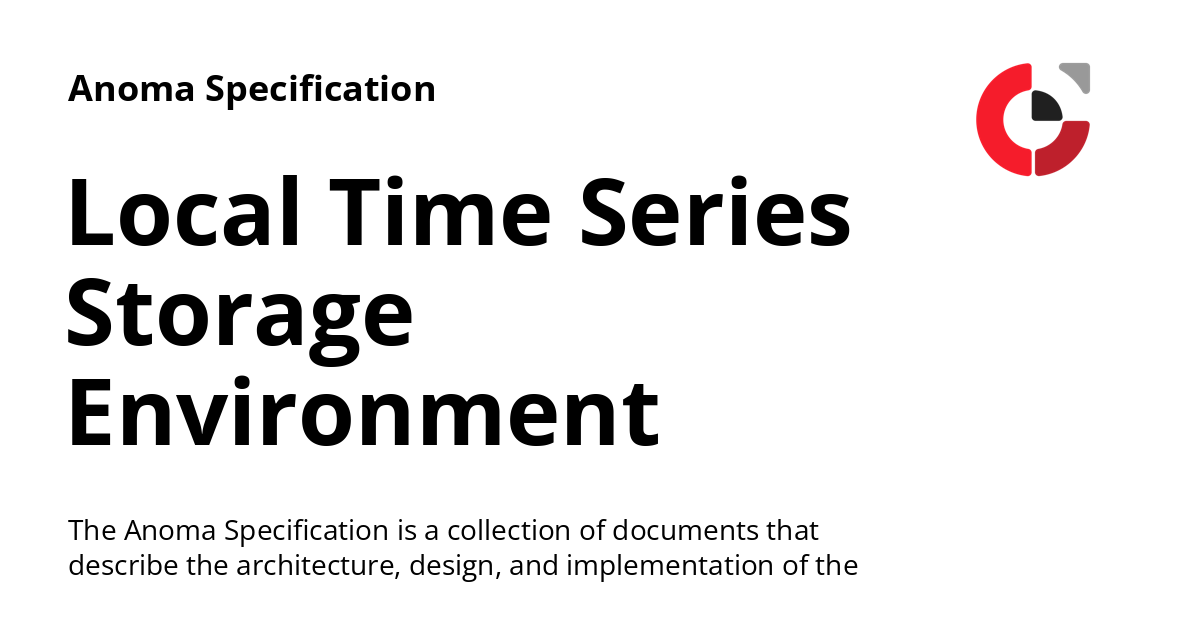 Anoma Specification
Local Time Series
Storage
Environment
The Anoma Specification is a collection of documents that
describe the architecture, design, and implementation of the